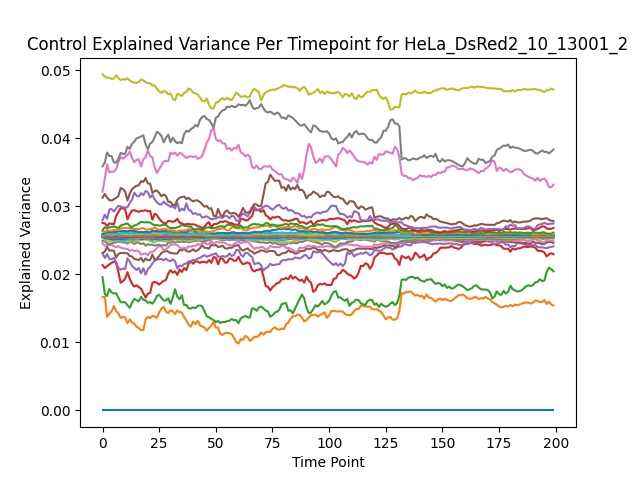 Control Explained Variance Per Timepoint for HeLa_DsRed2_10_13001_2
0.05
0.04
0.03
0.02
0.01
0.00
Explained Variance
0 25 50 75 100 125 150 175 200
Time Point